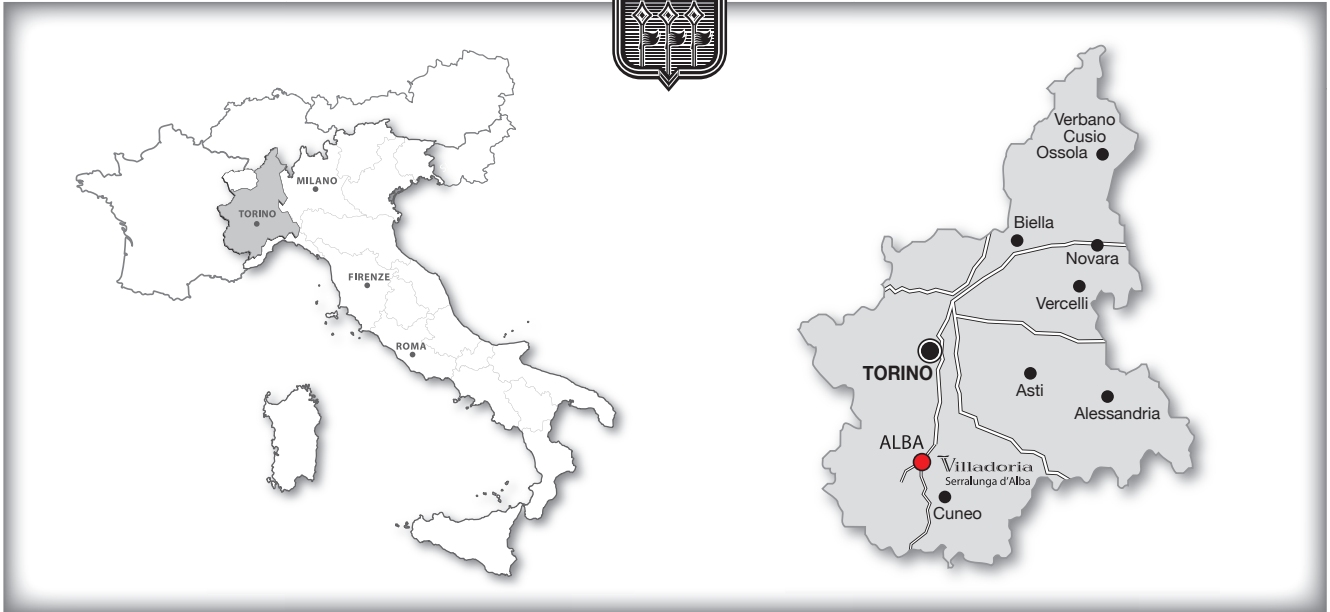 MILANO
TORINO
FIRENZE
ROMA
Verbano
Cusio
Ossola
Biella
Novara
Vercelli
TORINO
Asti
Alessandria
ALBA
Villadoria
Serralunga d'Alba
Cuneo